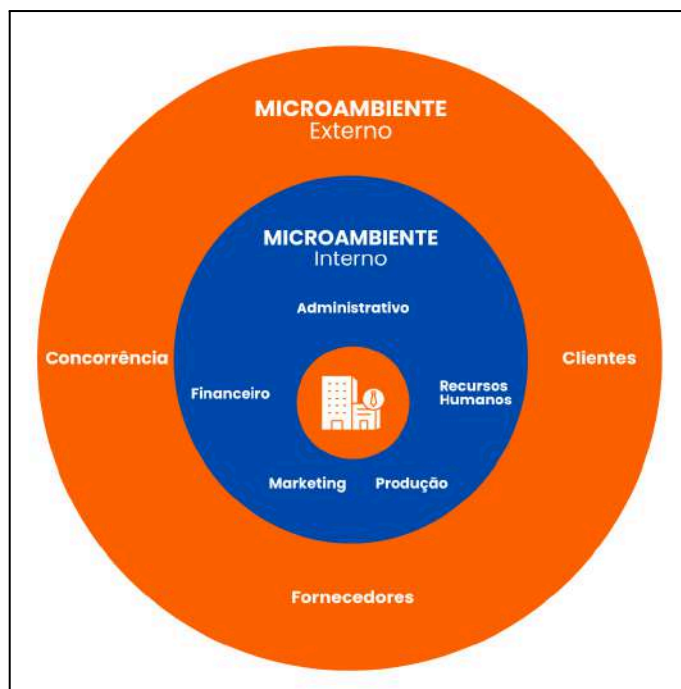 MICROAMBIENTE
Externo
MICROAMBIENTE
Interno
Administrativo
Concorrência
Clientes
Financeiro
Recursos
Humanos
Marketing
Produção
Fornecedores